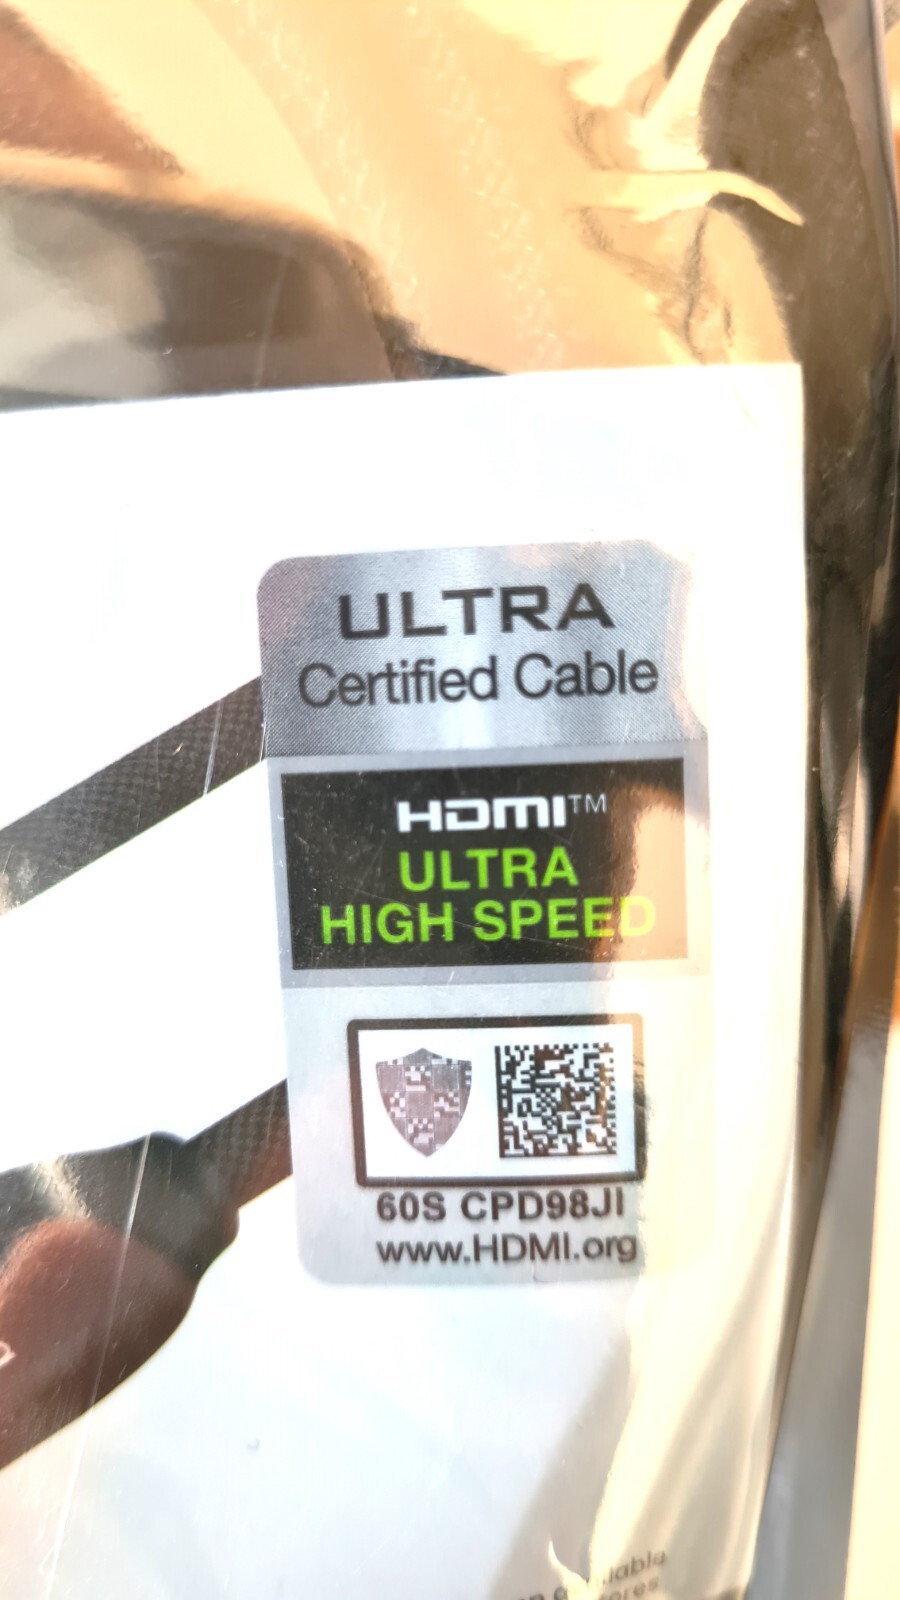 ULTRA
Certified Cable
HDMI™
ULTRA
HIGH SPEED
60S CPD98JI
www.HDMI.org